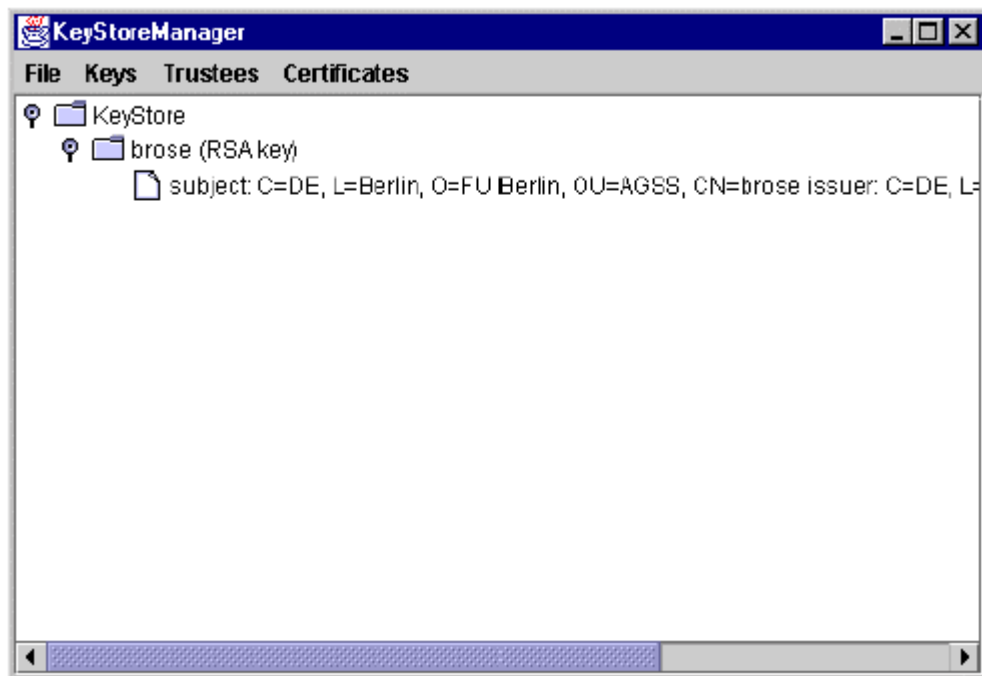 KeyStoreManager
File Keys Trustees Certificates
KeyStore
brose (RSA key)
subject: C=DE, L=Berlin, O=FU Berlin, OU=AGSS, CN=brose issuer: C=DE, L=